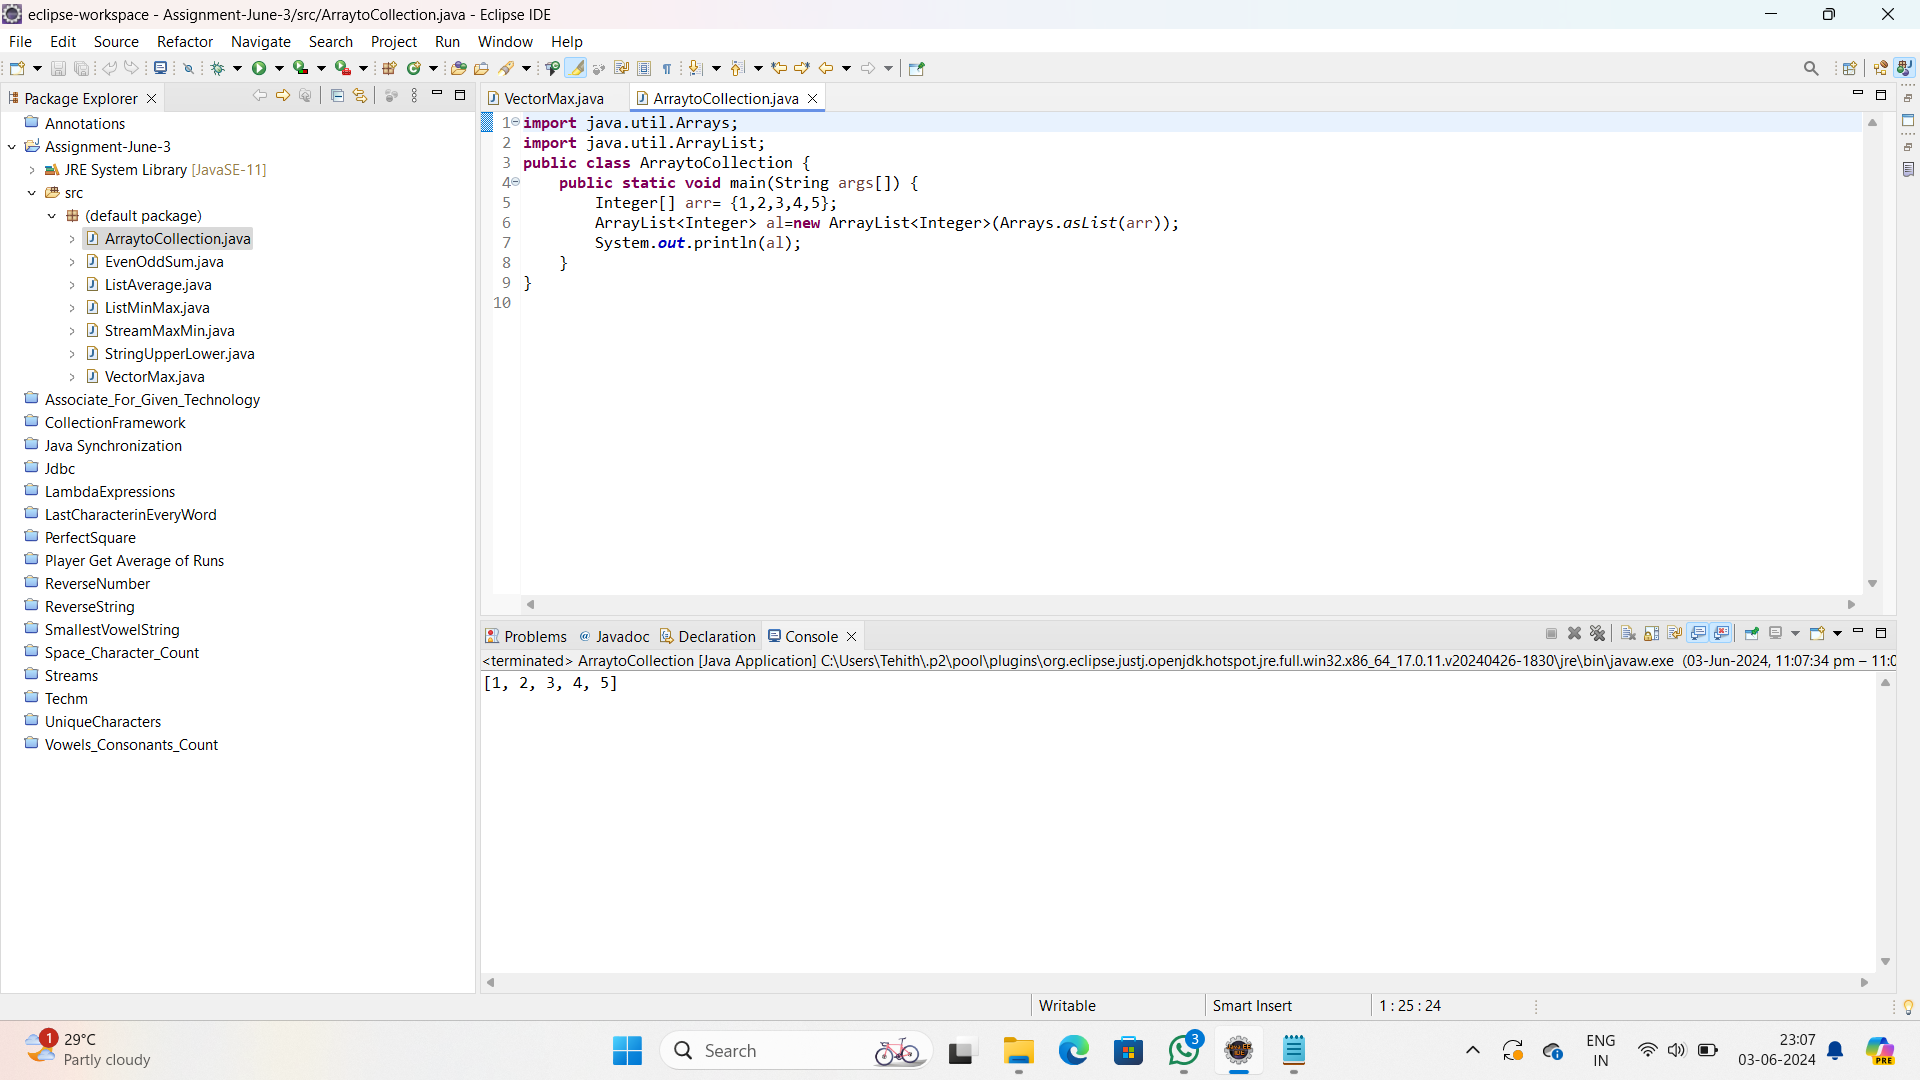 eclipse-workspace - Assignment-June-3/src/ArraytoCollection.java - Eclipse IDE
File Edit Source Refactor Navigate Search Project Run Window Help
Package Explorer
Annotations
Assignment-June-3
JRE System Library [JavaSE-11]
src
(default package)
ArraytoCollection.java
EvenOddSum.java
ListAverage.java
ListMinMax.java
StreamMaxMin.java
StringUpperLower.java
VectorMax.java
Associate_For_Given_Technology
CollectionFramework
Java Synchronization
Jdbc
LambdaExpressions
LastCharacterinEveryWord
PerfectSquare
Player Get Average of Runs
ReverseNumber
ReverseString
SmallestVowelString
Space_Character_Count
Streams
Techm
UniqueCharacters
Vowels_Consonants_Count
VectorMax.java ArraytoCollection.java
1 import java.util.Arrays;
2 import java.util.ArrayList;
3 public class ArraytoCollection {
4     public static void main(String args[]) {
5         Integer[] arr= {1,2,3,4,5};
6         ArrayList<Integer> al=new ArrayList<Integer>(Arrays.asList(arr));
7         System.out.println(al);
8     }
9 }
10
Problems Javadoc Declaration Console
<terminated> ArraytoCollection [Java Application] C:\Users\Tehith\.p2\pool\plugins\org.eclipse.justj.openjdk.hotspot.jre.full.win32.x86_64_17.0.11.v20240426-1830\jre\bin\javaw.exe (03-Jun-2024, 11:07:34 pm – 11:0
[1, 2, 3, 4, 5]
Writable Smart Insert 1 : 25 : 24
1 29°C
Partly cloudy
Search
3
ENG
IN
23:07
03-06-2024
PRE